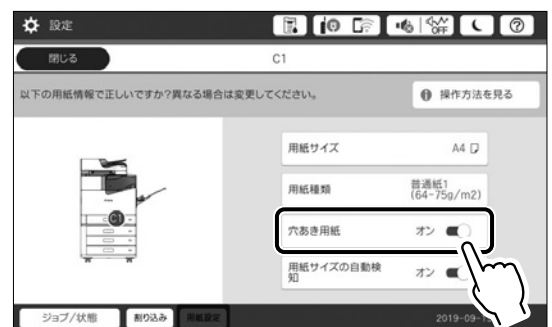 設定
OFF
閉じる
C1
以下の用紙情報で正しいですか?異なる場合は変更してください。
操作方法を見る
用紙サイズ
A4
用紙種類
普通紙1
(64-75g/m2)
穴あき用紙
オン
用紙サイズの自動検
知
オン
C1
ジョブ/状態
割り込み
用紙設定
2019-09-1